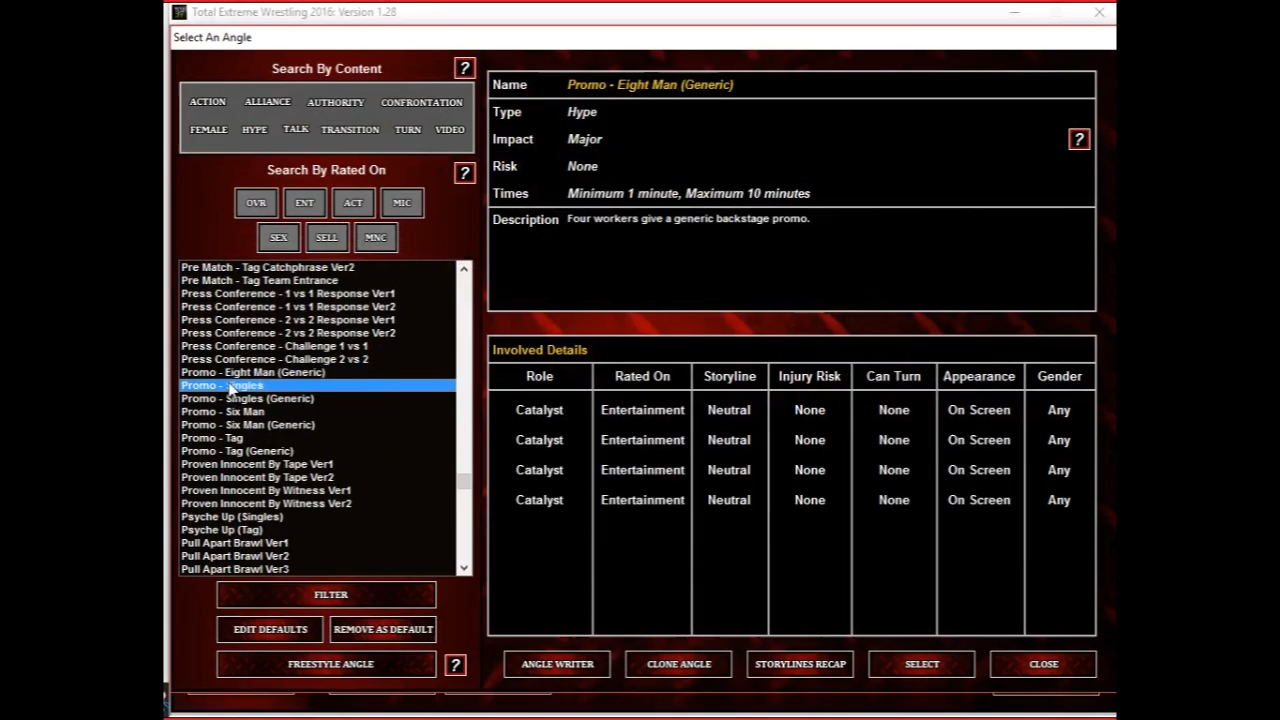 Total Extreme Wrestling 2016: Version 1.28
Select An Angle
Search By Content
?
ACTION ALLIANCE AUTHORITY CONFRONTATION
FEMALE HYPE TALK TRANSITION TURN VIDEO
Search By Rated On
?
OVR ENT ACT MIC
SEX SELL MNC
Pre Match - Tag Catchphrase Ver2
Pre Match - Tag Team Entrance
Press Conference - 1 vs 1 Response Ver1
Press Conference - 1 vs 1 Response Ver2
Press Conference - 2 vs 2 Response Ver1
Press Conference - 2 vs 2 Response Ver2
Press Conference - Challenge 1 vs 1
Press Conference - Challenge 2 vs 2
Promo - Eight Man (Generic)
Promo - Singles
Promo - Singles (Generic)
Promo - Six Man
Promo - Six Man (Generic)
Promo - Tag
Promo - Tag (Generic)
Proven Innocent By Tape Ver1
Proven Innocent By Tape Ver2
Proven Innocent By Witness Ver1
Proven Innocent By Witness Ver2
Psyche Up (Singles)
Psyche Up (Tag)
Pull Apart Brawl Ver1
Pull Apart Brawl Ver2
Pull Apart Brawl Ver3
FILTER
EDIT DEFAULTS REMOVE AS DEFAULT
FREESTYLE ANGLE ?
Name Promo - Eight Man (Generic)
Type Hype
Impact Major
?
Risk None
Times Minimum 1 minute, Maximum 10 minutes
Description Four workers give a generic backstage promo.
Involved Details
Role Rated On Storyline Injury Risk Can Turn Appearance Gender
Catalyst Entertainment Neutral None None On Screen Any
Catalyst Entertainment Neutral None None On Screen Any
Catalyst Entertainment Neutral None None On Screen Any
Catalyst Entertainment Neutral None None On Screen Any
ANGLE WRITER CLONE ANGLE STORYLINES RECAP SELECT CLOSE